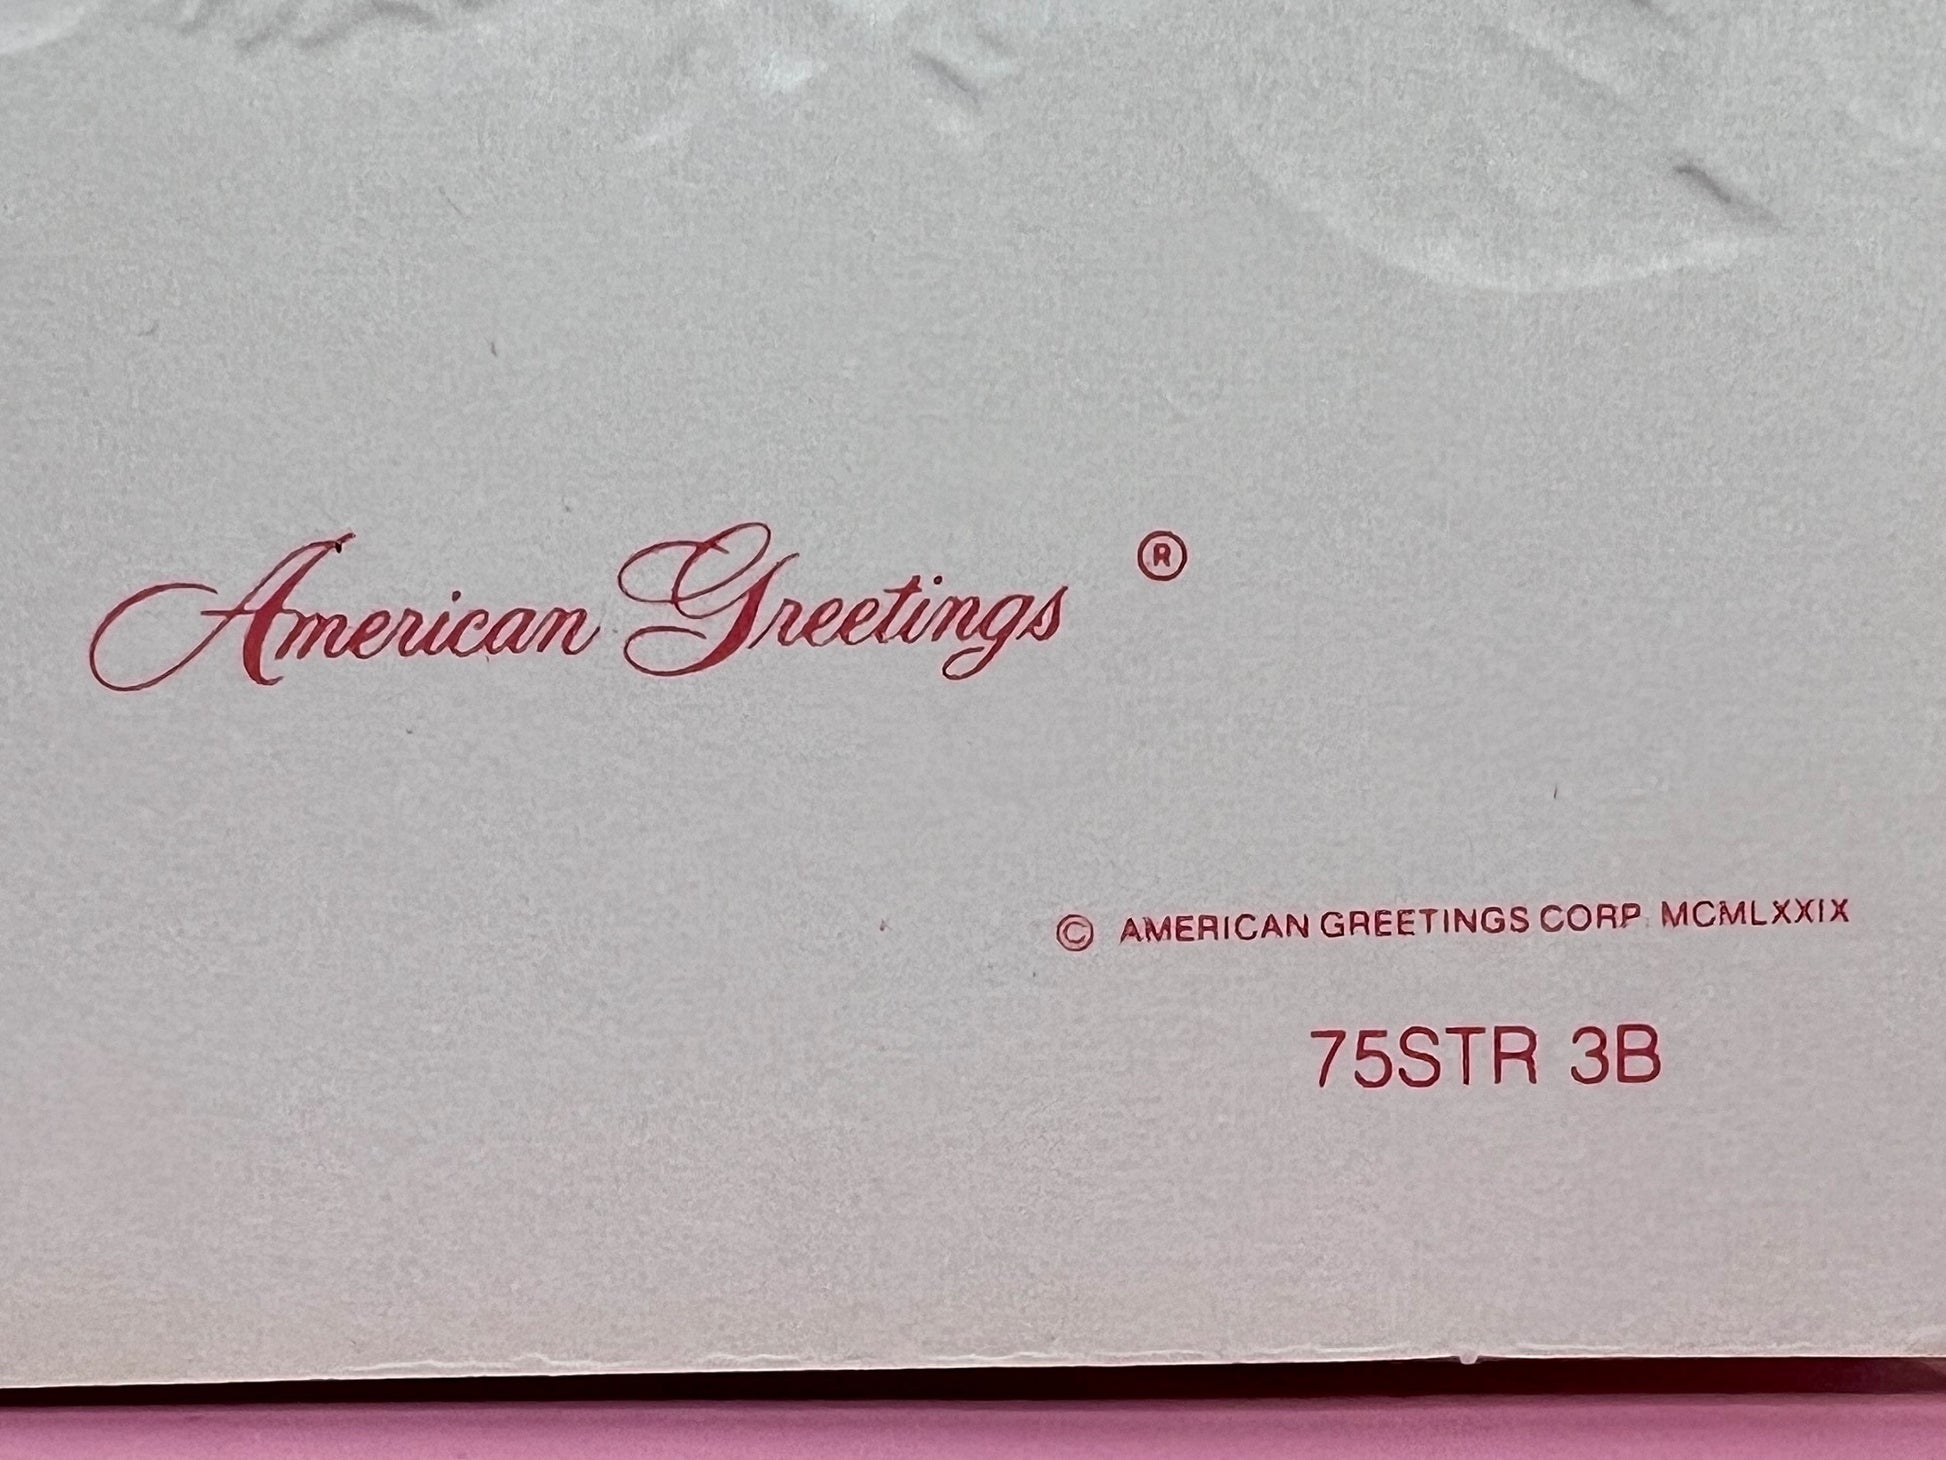 American Greetings ®
© AMERICAN GREETINGS CORP. MCMLXXIX
75STR 3B